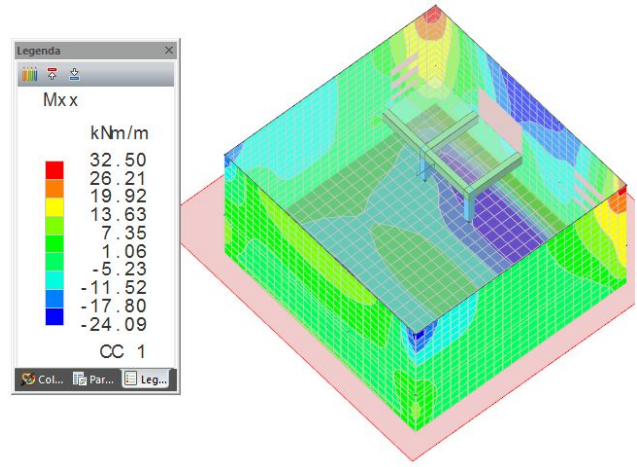 Legenda
Mxx
kNm/m
32.50
26.21
19.92
13.63
7.35
1.06
-5.23
-11.52
-17.80
-24.09
CC 1
Col... Par... Leg...